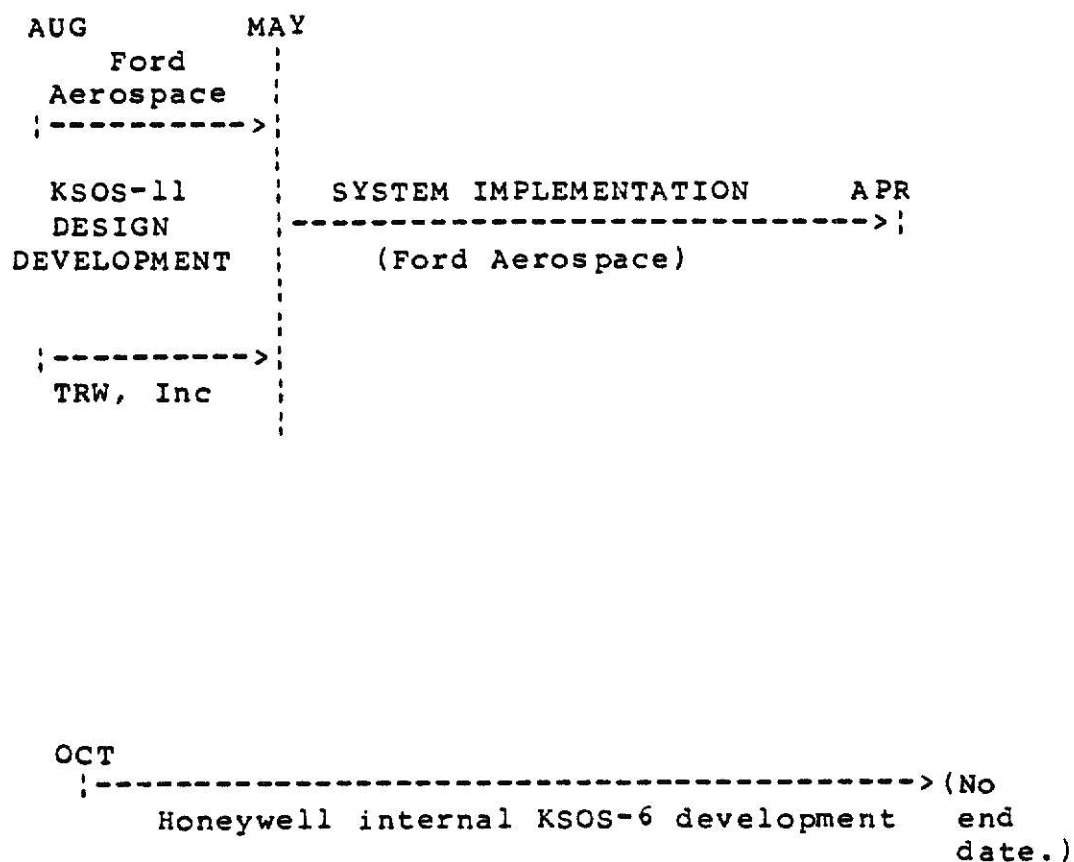 AUG MAY
Ford
Aerospace
KSOS-11 SYSTEM IMPLEMENTATION APR
DESIGN
DEVELOPMENT (Ford Aerospace)
TRW, Inc
OCT
(No
Honeywell internal KSOS-6 development end
date.)